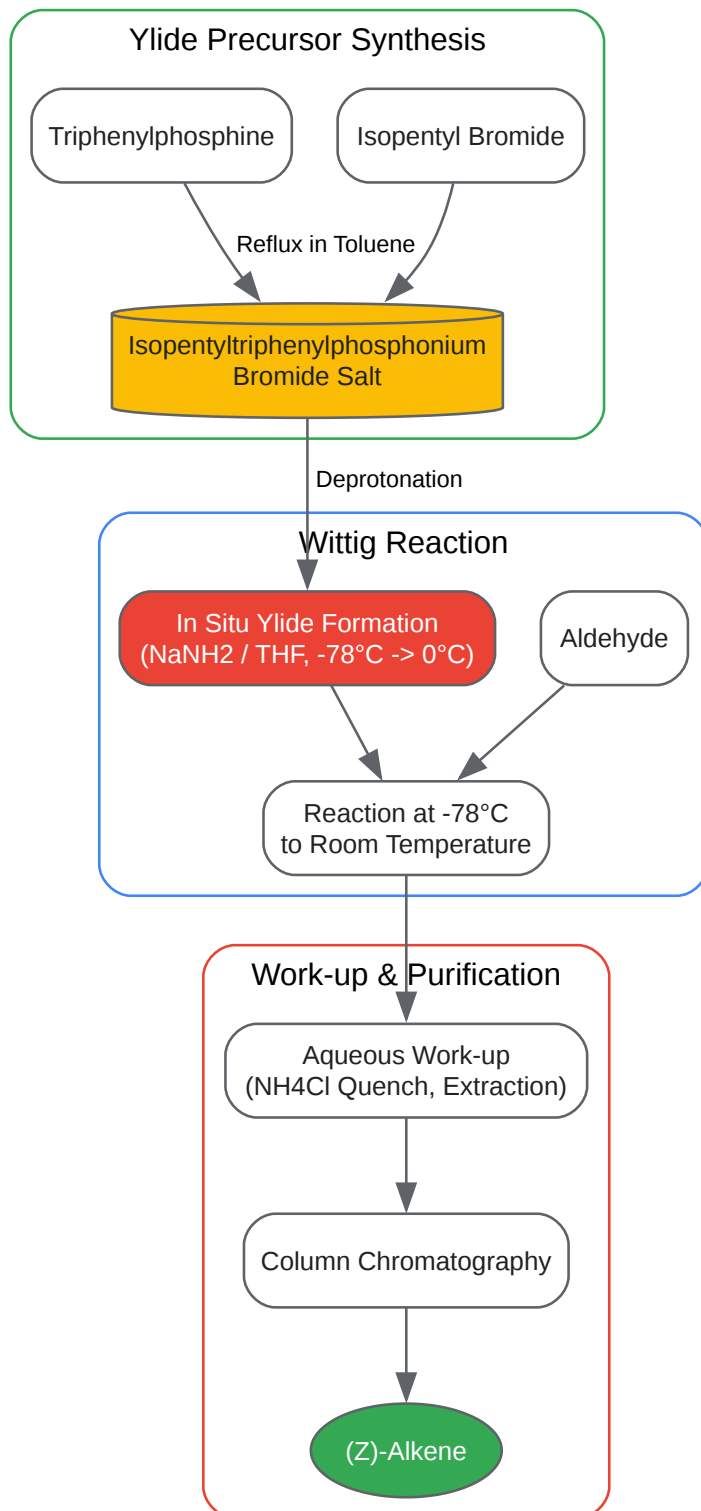 Ylide Precursor Synthesis
Triphenylphosphine
Isopentyl Bromide
Reflux in Toluene
Isopentyltriphenylphosphonium
Bromide Salt
Deprotonation
Wittig Reaction
In Situ Ylide Formation
(NaNH2 / THF, -78°C -> 0°C)
Aldehyde
Reaction at -78°C
to Room Temperature
Work-up & Purification
Aqueous Work-up
(NH4Cl Quench, Extraction)
Column Chromatography
(Z)-Alkene